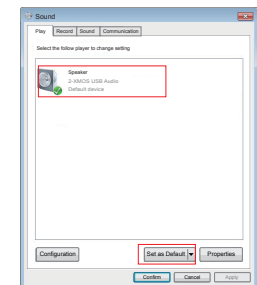 Sound
Play Record Sound Communication
Select the follow player to change setting
Speaker
2-XMOS USB Audio
Default device
Configuration Set as Default Properties
Confirm Cancel Apply